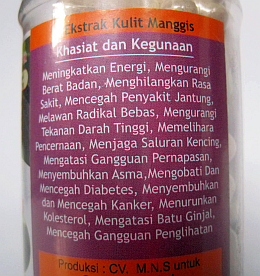 Ekstrak Kulit Manggis
Khasiat dan Kegunaan
Meningkatkan Energi, Mengurangi
Berat Badan, Menghilangkan Rasa
Sakit, Mencegah Penyakit Jantung,
Melawan Radikal Bebas, Mengurangi
Tekanan Darah Tinggi, Memelihara
Pencernaan, Menjaga Saluran Kencing,
Mengatasi Gangguan Pernapasan,
Menyembuhkan Asma,Mengobati Dan
Mencegah Diabetes, Menyembuhkan
dan Mencegah Kanker, Menurunkan
Kolesterol, Mengatasi Batu Ginjal,
Mencegah Gangguan Penglihatan
Produksi : CV. M.N.S untuk